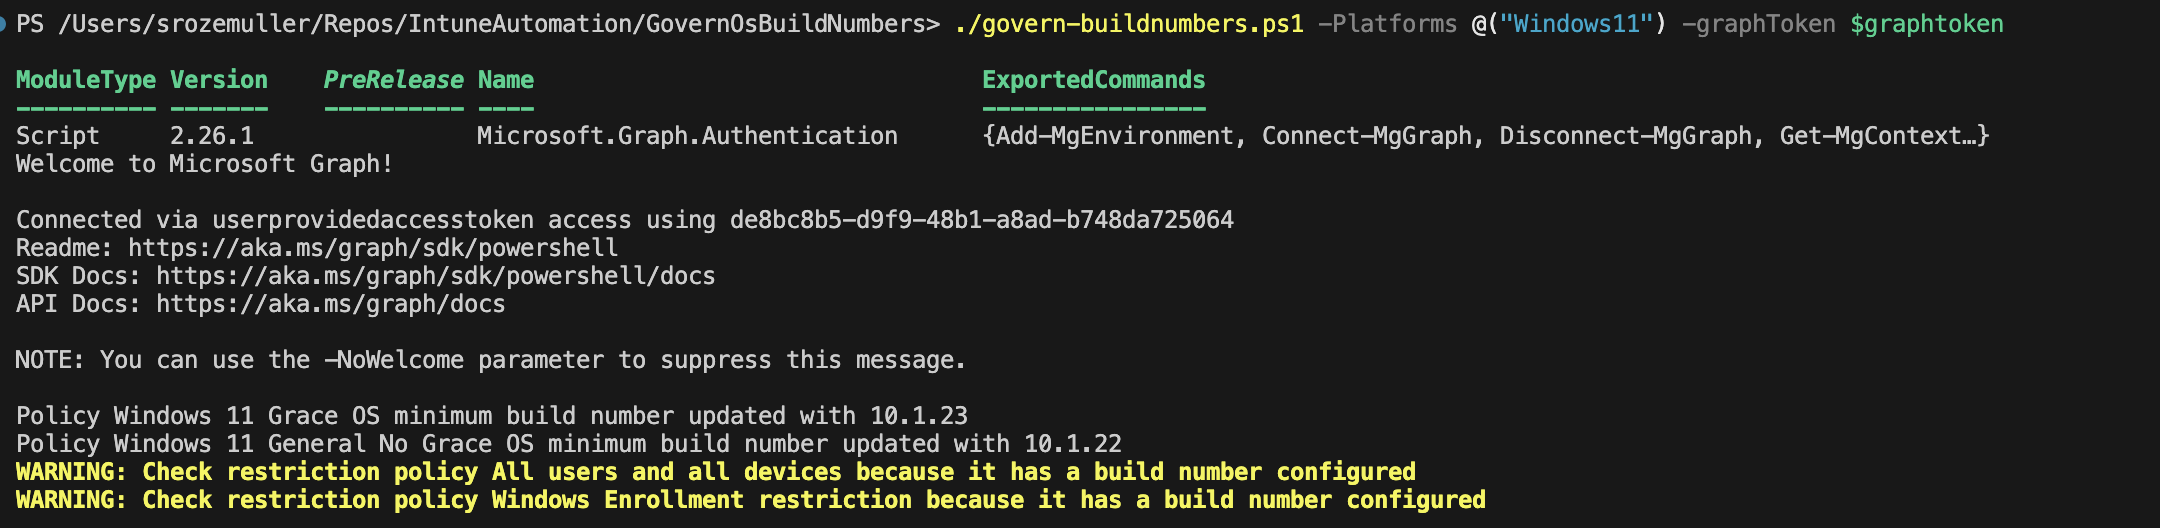 PS /Users/srozemuller/Repos/IntuneAutomation/GovernOsBuildNumbers> ./govern-buildnumbers.ps1 -Platforms @("Windows11") -graphToken $graphtoken
ModuleType Version    PreRelease Name                                ExportedCommands
---------- -------    ---------- ----                                ----------------
Script     2.26.1                Microsoft.Graph.Authentication      {Add-MgEnvironment, Connect-MgGraph, Disconnect-MgGraph, Get-MgContext…}
Welcome to Microsoft Graph!
Connected via userprovidedaccesstoken access using de8bc8b5-d9f9-48b1-a8ad-b748da725064
Readme: https://aka.ms/graph/sdk/powershell
SDK Docs: https://aka.ms/graph/sdk/powershell/docs
API Docs: https://aka.ms/graph/docs
NOTE: You can use the -NoWelcome parameter to suppress this message.
Policy Windows 11 Grace OS minimum build number updated with 10.1.23
Policy Windows 11 General No Grace OS minimum build number updated with 10.1.22
WARNING: Check restriction policy All users and all devices because it has a build number configured
WARNING: Check restriction policy Windows Enrollment restriction because it has a build number configured